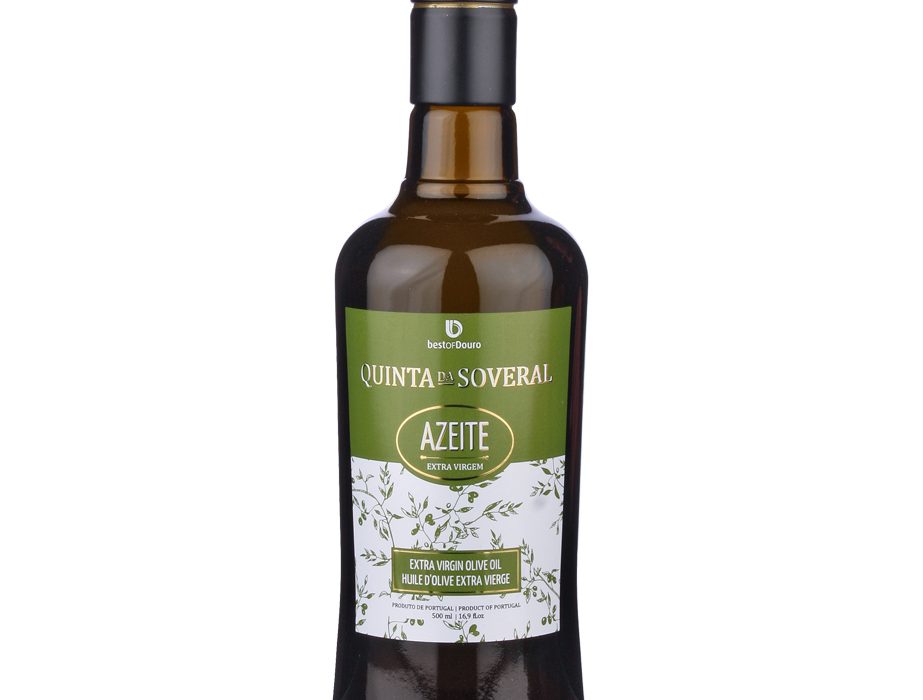 bestOFDouro
QUINTA DA SOVERAL
AZEITE
EXTRA VIRGEM
EXTRA VIRGIN OLIVE OIL
HUILE D'OLIVE EXTRA VIERGE
PRODUTO DE PORTUGAL | PRODUCT OF PORTUGAL
500 ml | 16,9 fl.oz